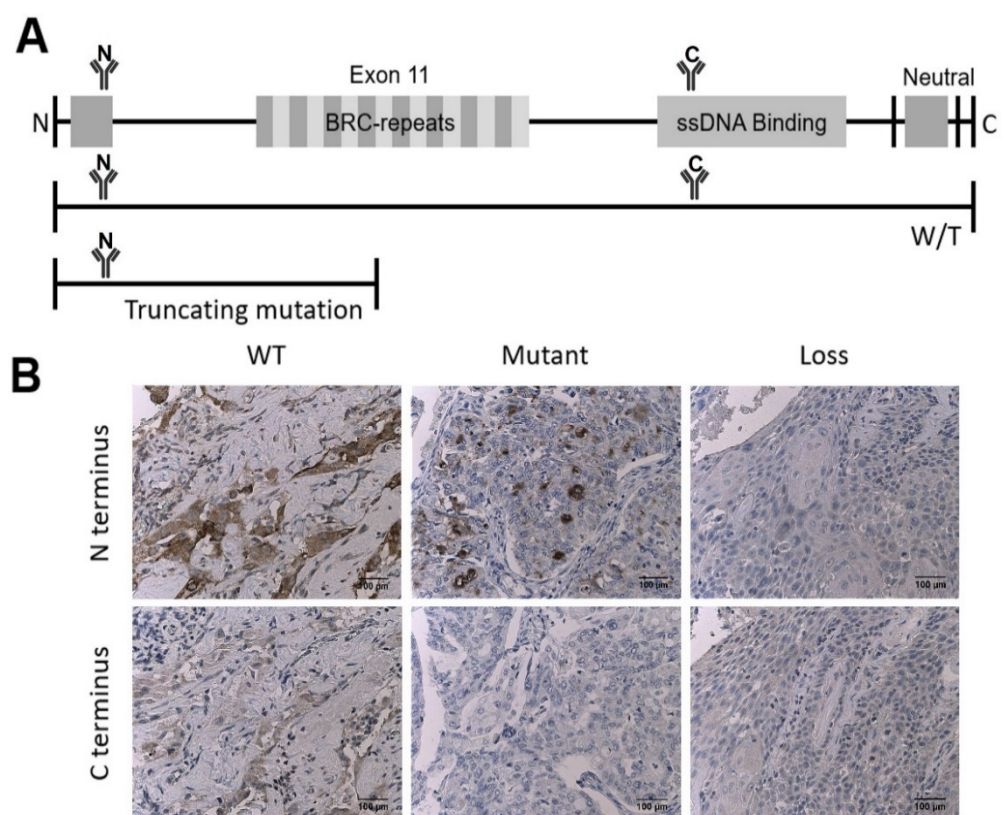 A
N
C
Exon 11
Neutral
N
BRC-repeats
ssDNA Binding
C
N
C
W/T
N
Truncating mutation
B
WT
Mutant
Loss
N terminus
100 µm
100 µm
100 µm
C terminus
100 µm
100 µm
100 µm